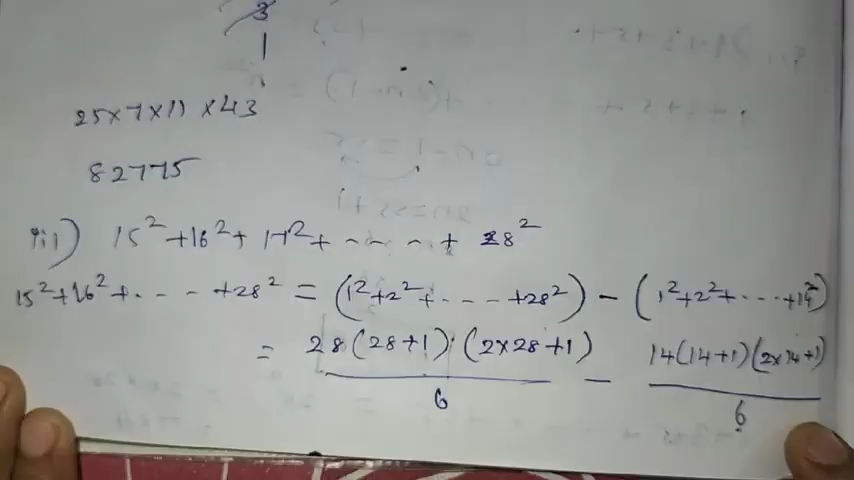 3
1
25×7×11×43
82775
iii) 15²+16²+17²+ - - - + 28²
15²+16²+ - - - +28² = (1²+2²+ - - - +28²) - (1²+2²+ - - - +14²)
= 28(28+1)·(2×28+1)/6 - 14(14+1)(2×14+1)/6